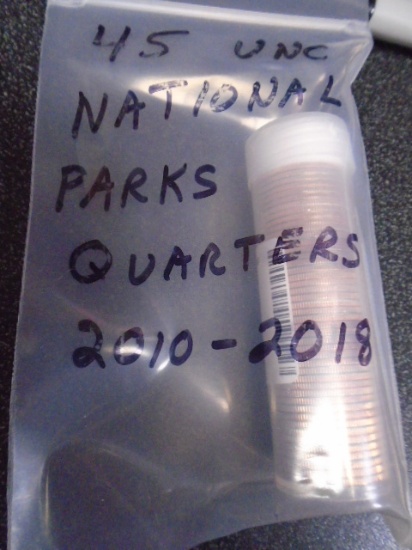 45 UNC
NATIONAL
PARKS
QUARTERS
2010-2018